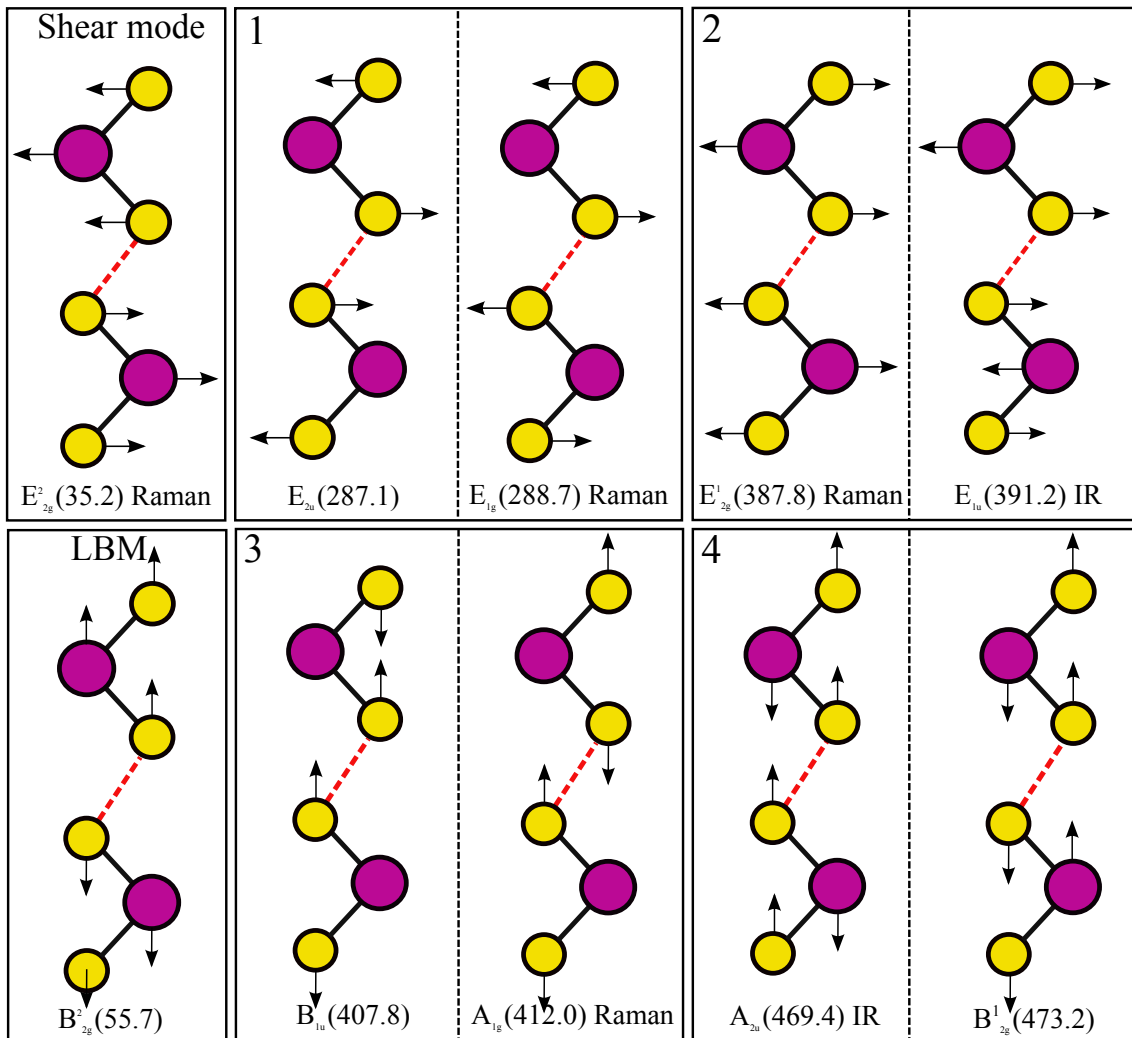 Shear mode
1
2
E²₂g(35.2) Raman
E₂u(287.1)
E₁g(288.7) Raman
E¹₂g(387.8) Raman
E₁u(391.2) IR
LBM
3
4
B²₂g(55.7)
B₁u(407.8)
A₁g(412.0) Raman
A₂u(469.4) IR
B¹₂g(473.2)